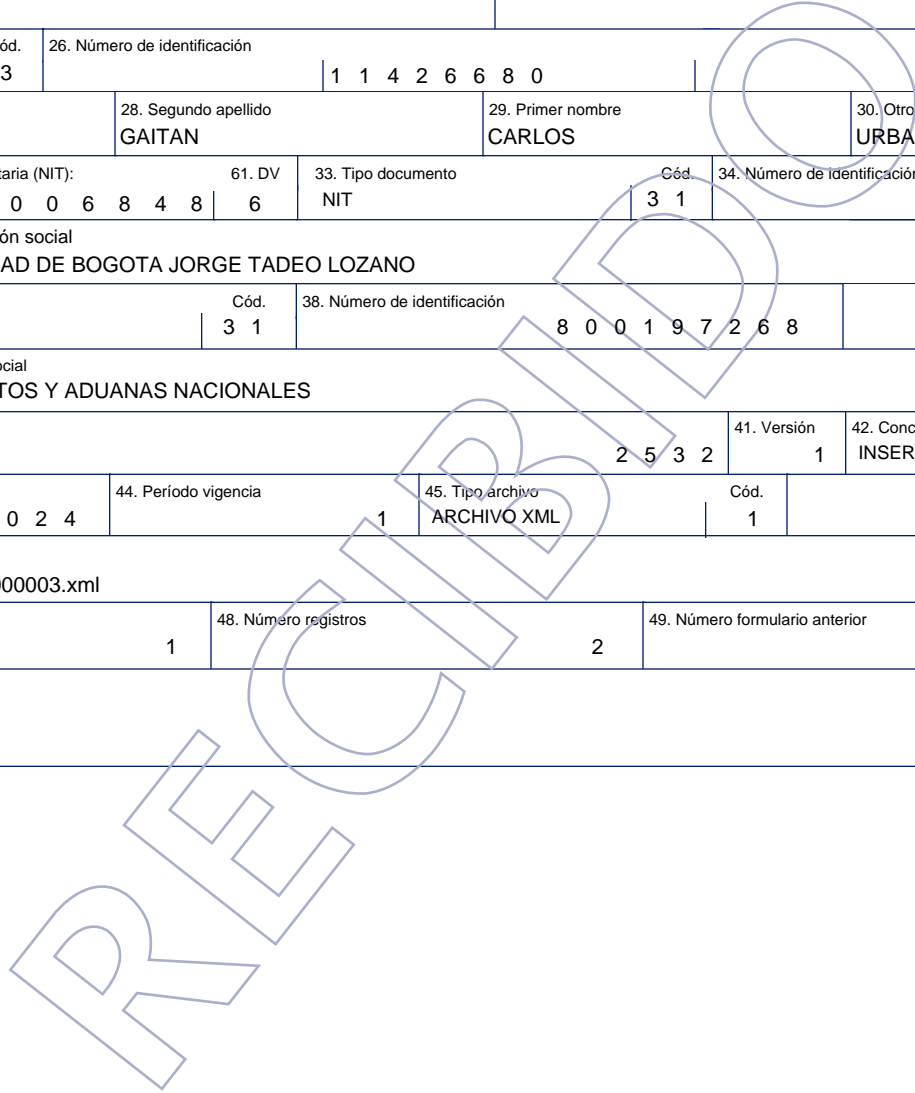 ód. 26. Número de identificación
3 1 1 4 2 6 6 8 0
28. Segundo apellido 29. Primer nombre 30. Otro
GAITAN CARLOS URBA
taria (NIT): 61. DV 33. Tipo documento Cód. 34. Número de identificación
0 0 6 8 4 8 6 NIT 3 1
ón social
AD DE BOGOTA JORGE TADEO LOZANO
Cód. 38. Número de identificación
3 1 8 0 0 1 9 7 2 6 8
ocial
TOS Y ADUANAS NACIONALES
41. Versión 42. Conc
2 5 3 2 1 INSER
44. Período vigencia 45. Tipo archivo Cód.
0 2 4 1 ARCHIVO XML 1
000003.xml
48. Número registros 49. Número formulario anterior
1 2
RECIBIDO